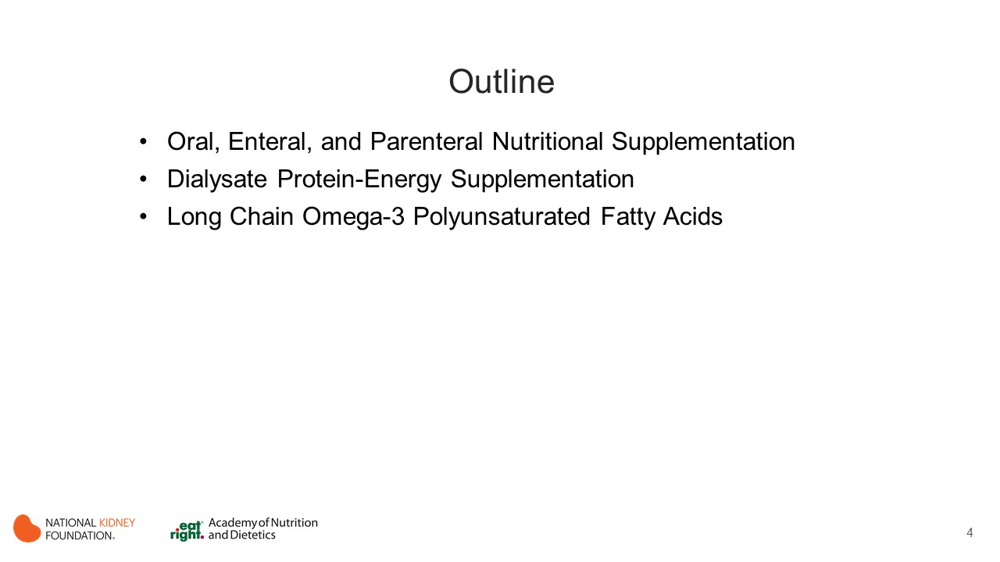 Outline
• Oral, Enteral, and Parenteral Nutritional Supplementation
• Dialysate Protein-Energy Supplementation
• Long Chain Omega-3 Polyunsaturated Fatty Acids
NATIONAL KIDNEY
FOUNDATION®
eat®
right.
Academy of Nutrition
and Dietetics
4